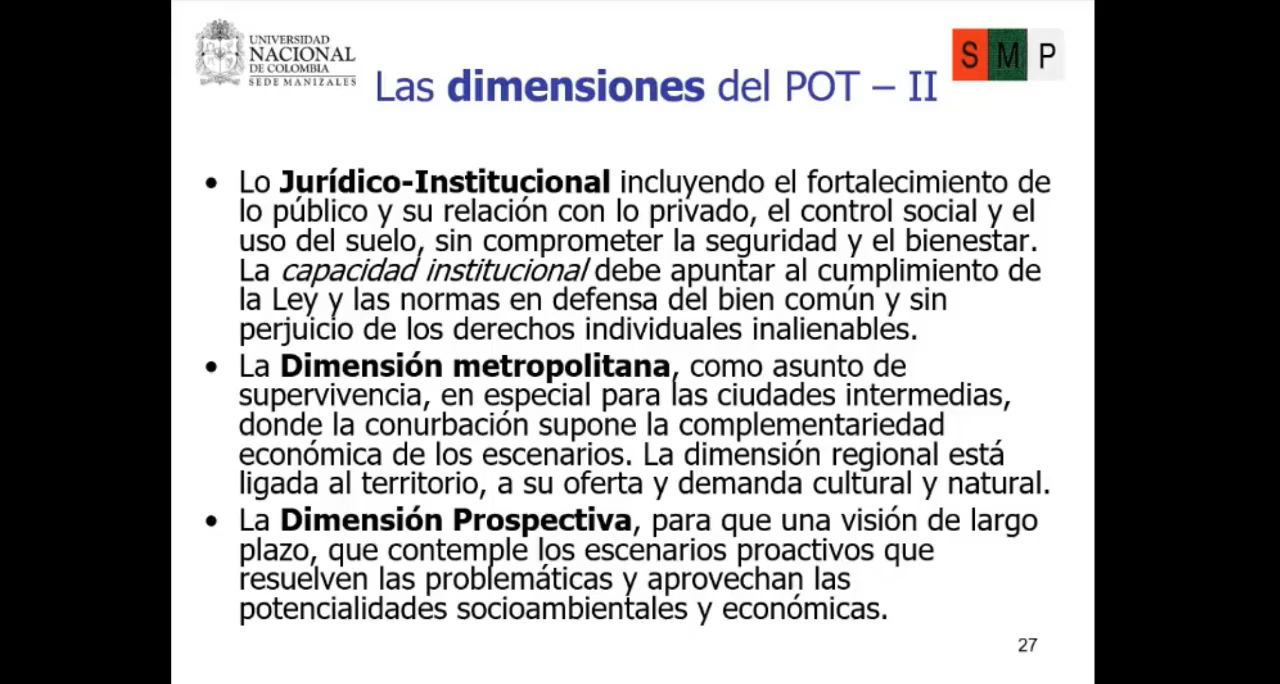 UNIVERSIDAD
NACIONAL
DE COLOMBIA
SEDE MANIZALES
S M P
Las dimensiones del POT – II
• Lo Jurídico-Institucional incluyendo el fortalecimiento de
lo público y su relación con lo privado, el control social y el
uso del suelo, sin comprometer la seguridad y el bienestar.
La capacidad institucional debe apuntar al cumplimiento de
la Ley y las normas en defensa del bien común y sin
perjuicio de los derechos individuales inalienables.
• La Dimensión metropolitana, como asunto de
supervivencia, en especial para las ciudades intermedias,
donde la conurbación supone la complementariedad
económica de los escenarios. La dimensión regional está
ligada al territorio, a su oferta y demanda cultural y natural.
• La Dimensión Prospectiva, para que una visión de largo
plazo, que contemple los escenarios proactivos que
resuelven las problemáticas y aprovechan las
potencialidades socioambientales y económicas.
27